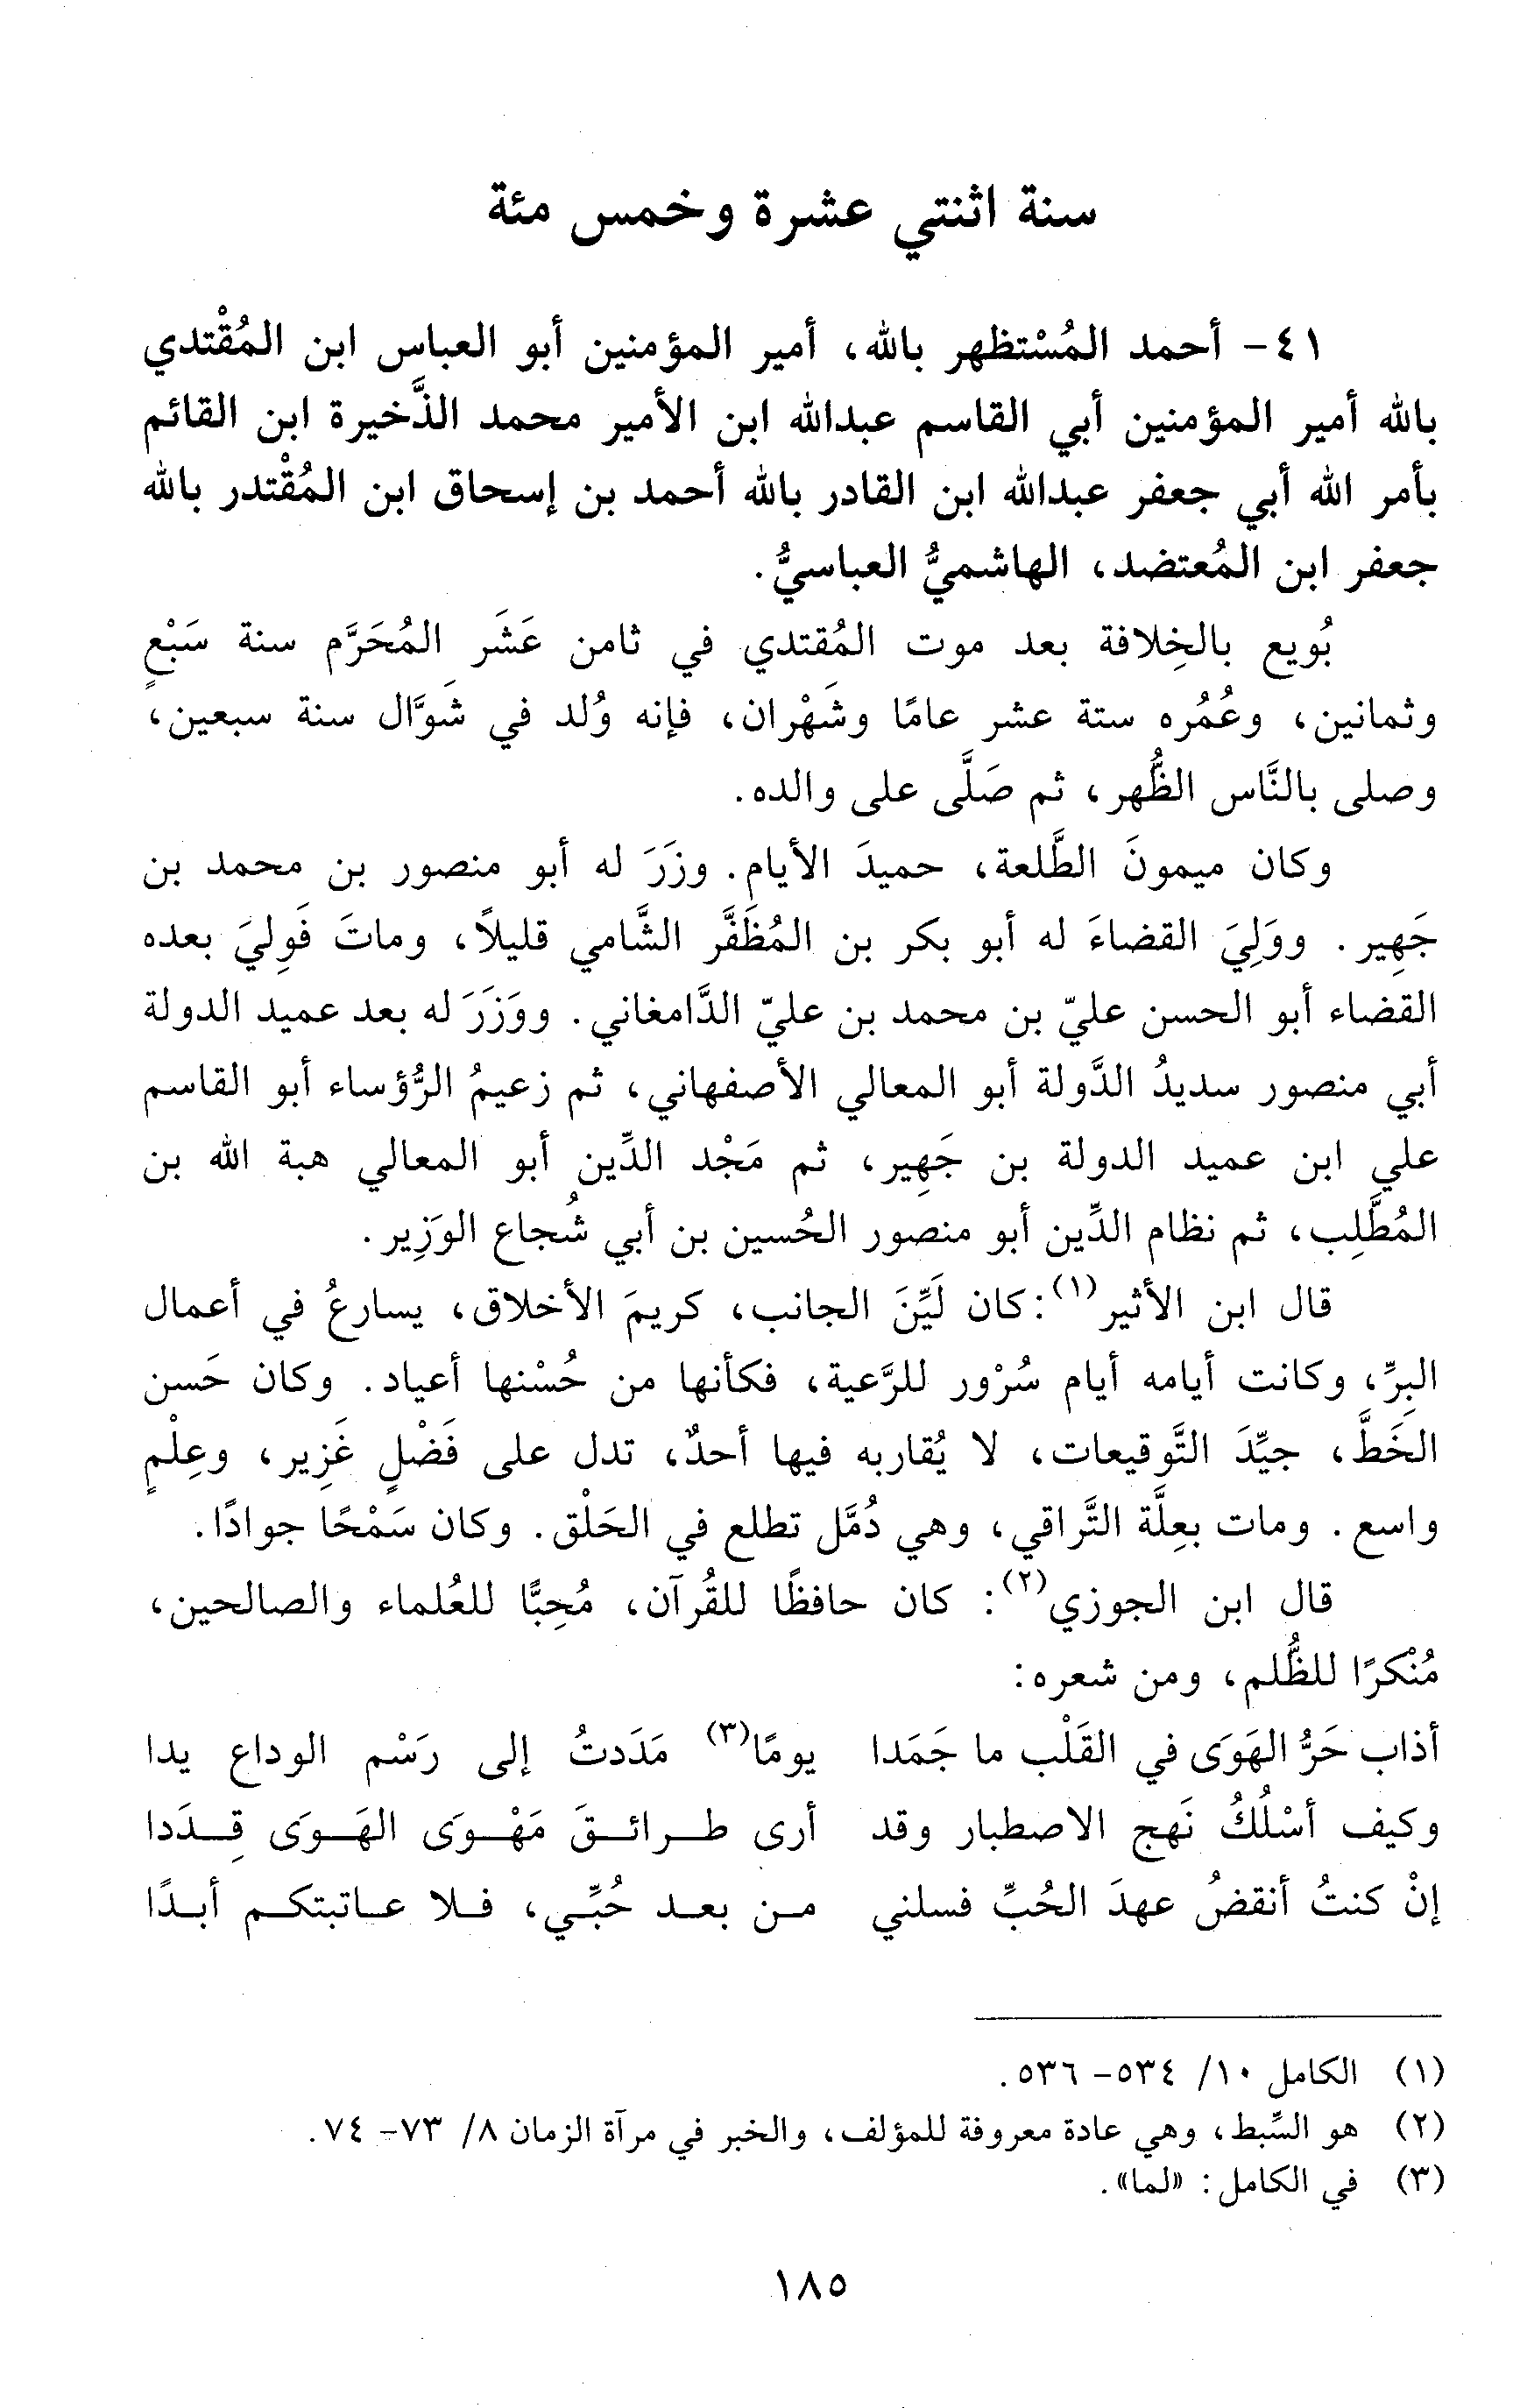 سنة اثنتي عشرة وخمس مئة
٤١- أحمد المُسْتظهر بالله، أمير المؤمنين أبو العباس ابن المُقْتدي
بالله أمير المؤمنين أبي القاسم عبدالله ابن الأمير محمد الذَّخيرة ابن القائم
بأمر الله أبي جعفر عبدالله ابن القادر بالله أحمد بن إسحاق ابن المُقْتدر بالله
جعفر ابن المُعتضد، الهاشميُّ العباسيُّ.
بُويع بالخِلافة بعد موت المُقتدي في ثامن عَشَر المُحَرَّم سنة سَبْعٍ
وثمانين، وعُمُره ستة عشر عامًا وشَهْران، فإنه وُلد في شَوَّال سنة سبعين،
وصلى بالنَّاس الظُّهر، ثم صَلَّى على والده.
وكان ميمونَ الطَّلعة، حميدَ الأيام. وزَرَ له أبو منصور بن محمد بن
جَهِير. ووَلِيَ القضاءَ له أبو بكر بن المُظَفَّر الشَّامي قليلاً، وماتَ فَوِليَ بعده
القضاء أبو الحسن عليّ بن محمد بن عليّ الدَّامغاني. ووَزَرَ له بعد عميد الدولة
أبي منصور سديدُ الدَّولة أبو المعالي الأصفهاني، ثم زعيمُ الرُّؤساء أبو القاسم
علي ابن عميد الدولة بن جَهِير، ثم مَجْد الدِّين أبو المعالي هبة الله بن
المُطَّلِب، ثم نظام الدِّين أبو منصور الحُسين بن أبي شُجاع الوَزِير.
قال ابن الأثير(١): كان لَيِّنَ الجانب، كريمَ الأخلاق، يسارعُ في أعمال
البِرِّ، وكانت أيامه أيام سُرْور للرَّعية، فكأنها من حُسْنها أعياد. وكان حَسن
الخَطِّ، جيِّدَ التَّوقيعات، لا يُقاربه فيها أحدٌ، تدل على فَضْلٍ غَزِير، وعِلْمٍ
واسع. ومات بعِلَّة التَّراقي، وهي دُمَّل تطلع في الحَلْق. وكان سَمْحًا جوادًا.
قال ابن الجوزي(٢): كان حافظًا للقُرآن، مُحِبًّا للعُلماء والصالحين،
مُنْكرًا للظُّلم، ومن شعره:
أذاب حَرُّ الهَوَى في القَلْب ما جَمَدا يومًا(٣) مَدَدتُ إلى رَسْم الوداع يدا
وكيف أسْلُكُ نَهج الاصطبار وقد أرى طرائقَ مَهْوَى الهَوَى قِدَدا
إنْ كنتُ أنقضُ عهدَ الحُبِّ فسلني من بعد حُبِّي، فلا عاتبتكم أبدًا
(١) الكامل ١٠/ ٥٣٤- ٥٣٦.
(٢) هو السِّبط، وهي عادة معروفة للمؤلف، والخبر في مرآة الزمان ٨/ ٧٣- ٧٤.
(٣) في الكامل: «لما».
١٨٥